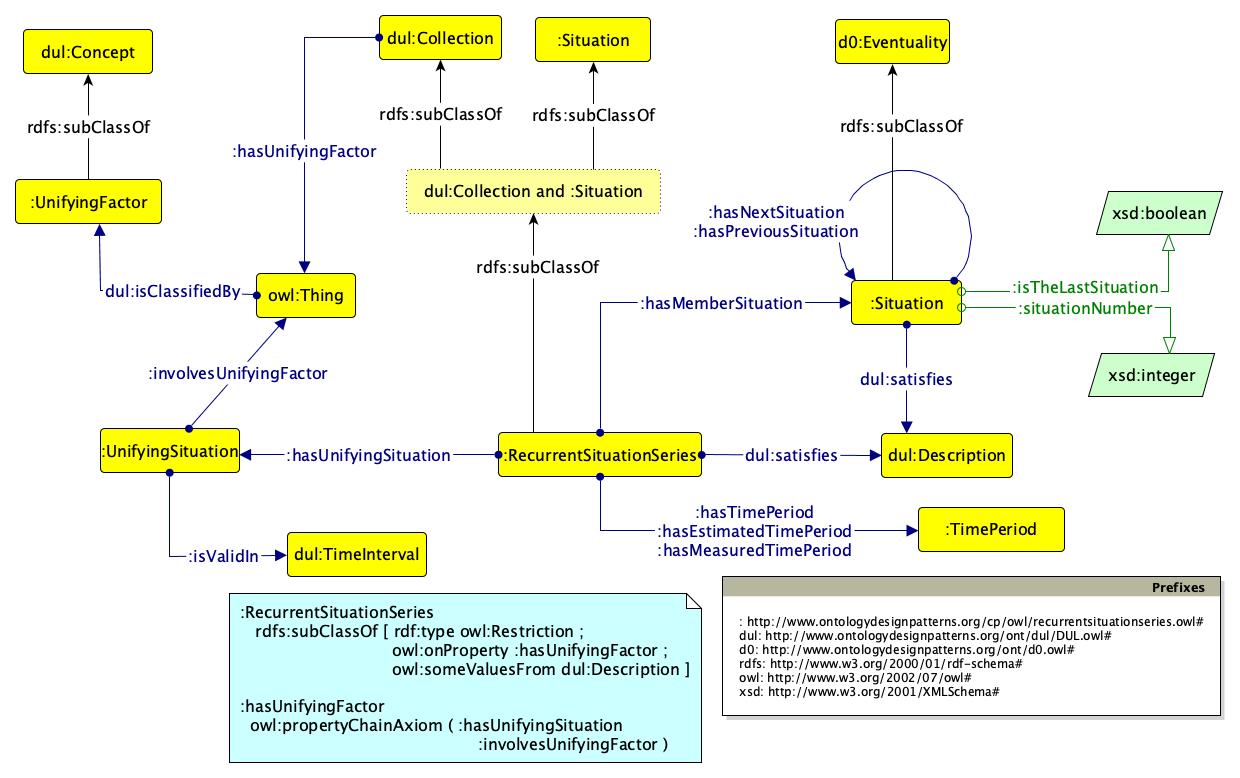 dul:Concept
dul:Collection
:Situation
d0:Eventuality
rdfs:subClassOf
rdfs:subClassOf
rdfs:subClassOf
rdfs:subClassOf
:hasUnifyingFactor
:UnifyingFactor
dul:Collection and :Situation
:hasNextSituation
:hasPreviousSituation
xsd:boolean
rdfs:subClassOf
dul:isClassifiedBy
owl:Thing
:hasMemberSituation
:Situation
:isTheLastSituation
:situationNumber
:involvesUnifyingFactor
dul:satisfies
xsd:integer
:UnifyingSituation
:hasUnifyingSituation
:RecurrentSituationSeries
dul:satisfies
dul:Description
:hasTimePeriod
:hasEstimatedTimePeriod
:hasMeasuredTimePeriod
:TimePeriod
:isValidIn
dul:TimeInterval
:RecurrentSituationSeries
rdfs:subClassOf [ rdf:type owl:Restriction ;
owl:onProperty :hasUnifyingFactor ;
owl:someValuesFrom dul:Description ]
:hasUnifyingFactor
owl:propertyChainAxiom ( :hasUnifyingSituation
:involvesUnifyingFactor )
Prefixes
: http://www.ontologydesignpatterns.org/cp/owl/recurrentsituationseries.owl#
dul: http://www.ontologydesignpatterns.org/ont/dul/DUL.owl#
d0: http://www.ontologydesignpatterns.org/ont/d0.owl#
rdfs: http://www.w3.org/2000/01/rdf-schema#
owl: http://www.w3.org/2002/07/owl#
xsd: http://www.w3.org/2001/XMLSchema#